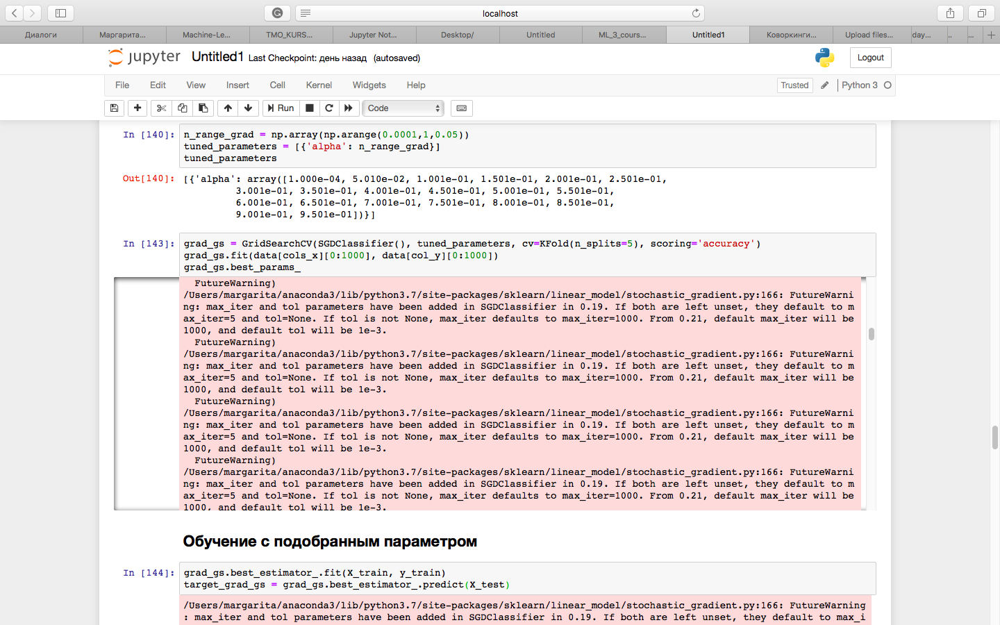 localhost
Диалоги
Маргарита...
Machine-Le...
TMO_KURS...
Jupyter Not...
Desktop/
Untitled
ML_3_cours...
Untitled1
Коворкинги...
Upload files...
day...
..
...
jupyter Untitled1 Last Checkpoint: день назад (autosaved)
Logout
File Edit View Insert Cell Kernel Widgets Help
Trusted
Python 3
Run
Code
In [140]: n_range_grad = np.array(np.arange(0.0001,1,0.05))
tuned_parameters = [{'alpha': n_range_grad}]
tuned_parameters
Out[140]: [{'alpha': array([1.000e-04, 5.010e-02, 1.001e-01, 1.501e-01, 2.001e-01, 2.501e-01,
3.001e-01, 3.501e-01, 4.001e-01, 4.501e-01, 5.001e-01, 5.501e-01,
6.001e-01, 6.501e-01, 7.001e-01, 7.501e-01, 8.001e-01, 8.501e-01,
9.001e-01, 9.501e-01])}]
In [143]: grad_gs = GridSearchCV(SGDClassifier(), tuned_parameters, cv=KFold(n_splits=5), scoring='accuracy')
grad_gs.fit(data[cols_x][0:1000], data[col_y][0:1000])
grad_gs.best_params_
FutureWarning)
/Users/margarita/anaconda3/lib/python3.7/site-packages/sklearn/linear_model/stochastic_gradient.py:166: FutureWarni
ng: max_iter and tol parameters have been added in SGDClassifier in 0.19. If both are left unset, they default to m
ax_iter=5 and tol=None. If tol is not None, max_iter defaults to max_iter=1000. From 0.21, default max_iter will be
1000, and default tol will be 1e-3.
FutureWarning)
/Users/margarita/anaconda3/lib/python3.7/site-packages/sklearn/linear_model/stochastic_gradient.py:166: FutureWarni
ng: max_iter and tol parameters have been added in SGDClassifier in 0.19. If both are left unset, they default to m
ax_iter=5 and tol=None. If tol is not None, max_iter defaults to max_iter=1000. From 0.21, default max_iter will be
1000, and default tol will be 1e-3.
FutureWarning)
/Users/margarita/anaconda3/lib/python3.7/site-packages/sklearn/linear_model/stochastic_gradient.py:166: FutureWarni
ng: max_iter and tol parameters have been added in SGDClassifier in 0.19. If both are left unset, they default to m
ax_iter=5 and tol=None. If tol is not None, max_iter defaults to max_iter=1000. From 0.21, default max_iter will be
1000, and default tol will be 1e-3.
FutureWarning)
/Users/margarita/anaconda3/lib/python3.7/site-packages/sklearn/linear_model/stochastic_gradient.py:166: FutureWarni
ng: max_iter and tol parameters have been added in SGDClassifier in 0.19. If both are left unset, they default to m
ax_iter=5 and tol=None. If tol is not None, max_iter defaults to max_iter=1000. From 0.21, default max_iter will be
1000, and default tol will be 1e-3.
Обучение с подобранным параметром
In [144]: grad_gs.best_estimator_.fit(X_train, y_train)
target_grad_gs = grad_gs.best_estimator_.predict(X_test)
/Users/margarita/anaconda3/lib/python3.7/site-packages/sklearn/linear_model/stochastic_gradient.py:166: FutureWarning
: max_iter and tol parameters have been added in SGDClassifier in 0.19. If both are left unset, they default to max_i